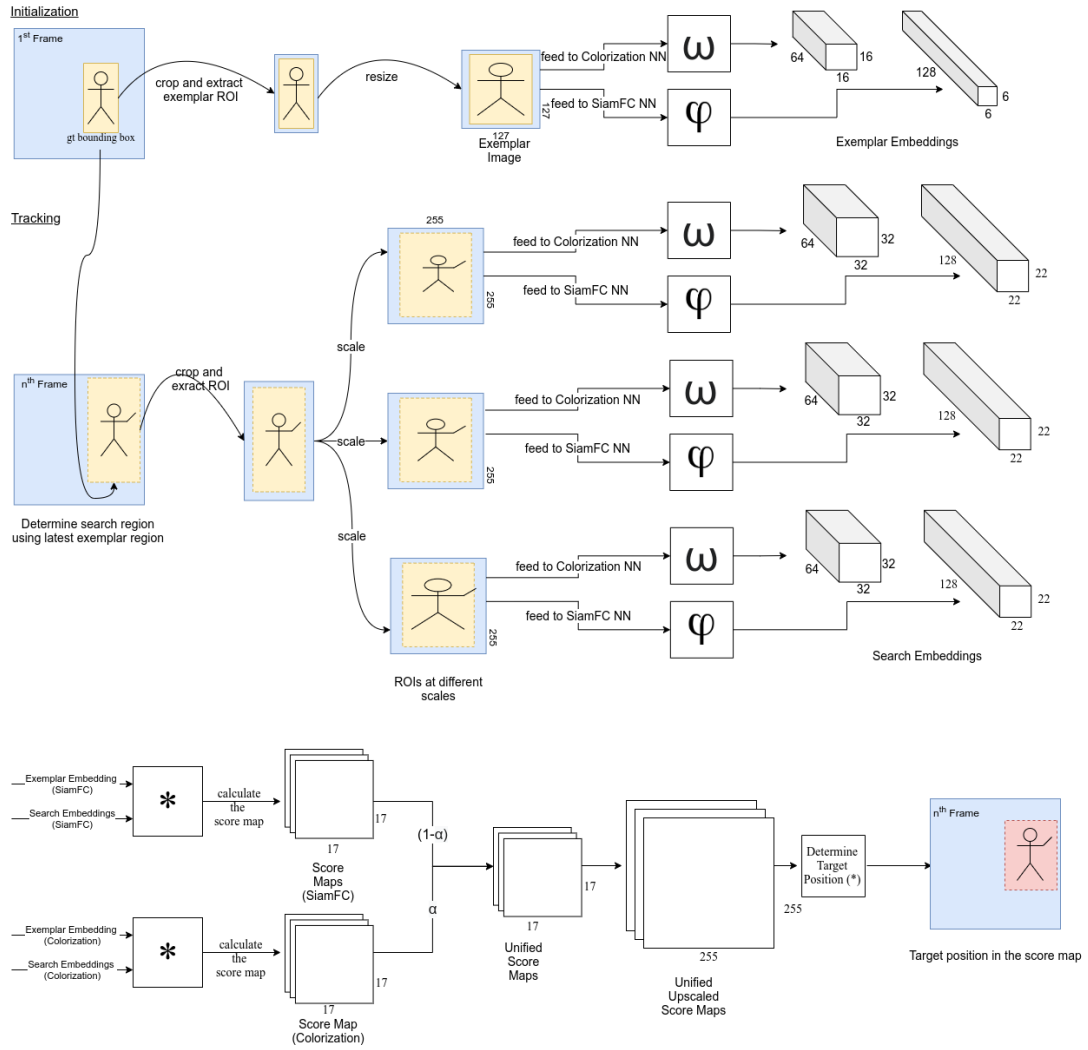 Initialization
1st Frame
gt bounding box
crop and extract
exemplar ROI
resize
127
127
Exemplar
Image
feed to Colorization NN
feed to SiamFC NN
ω
φ
64
16
16
128
6
6
Exemplar Embeddings
Tracking
nth Frame
Determine search region
using latest exemplar region
crop and
exract ROI
scale
scale
scale
255
255
feed to Colorization NN
feed to SiamFC NN
ω
φ
64
32
32
128
22
22
255
feed to Colorization NN
feed to SiamFC NN
ω
φ
64
32
32
128
22
22
255
feed to Colorization NN
feed to SiamFC NN
ω
φ
64
32
32
128
22
22
ROIs at different
scales
Search Embeddings
Exemplar Embedding
(SiamFC)
Search Embeddings
(SiamFC)
*
calculate
the
score map
17
17
Score
Maps
(SiamFC)
Exemplar Embedding
(Colorization)
Search Embeddings
(Colorization)
*
calculate
the
score map
17
17
Score Map
(Colorization)
(1-α)
α
17
17
Unified
Score
Maps
255
255
Unified
Upscaled
Score Maps
Determine
Target
Position (*)
nth Frame
Target position in the score map